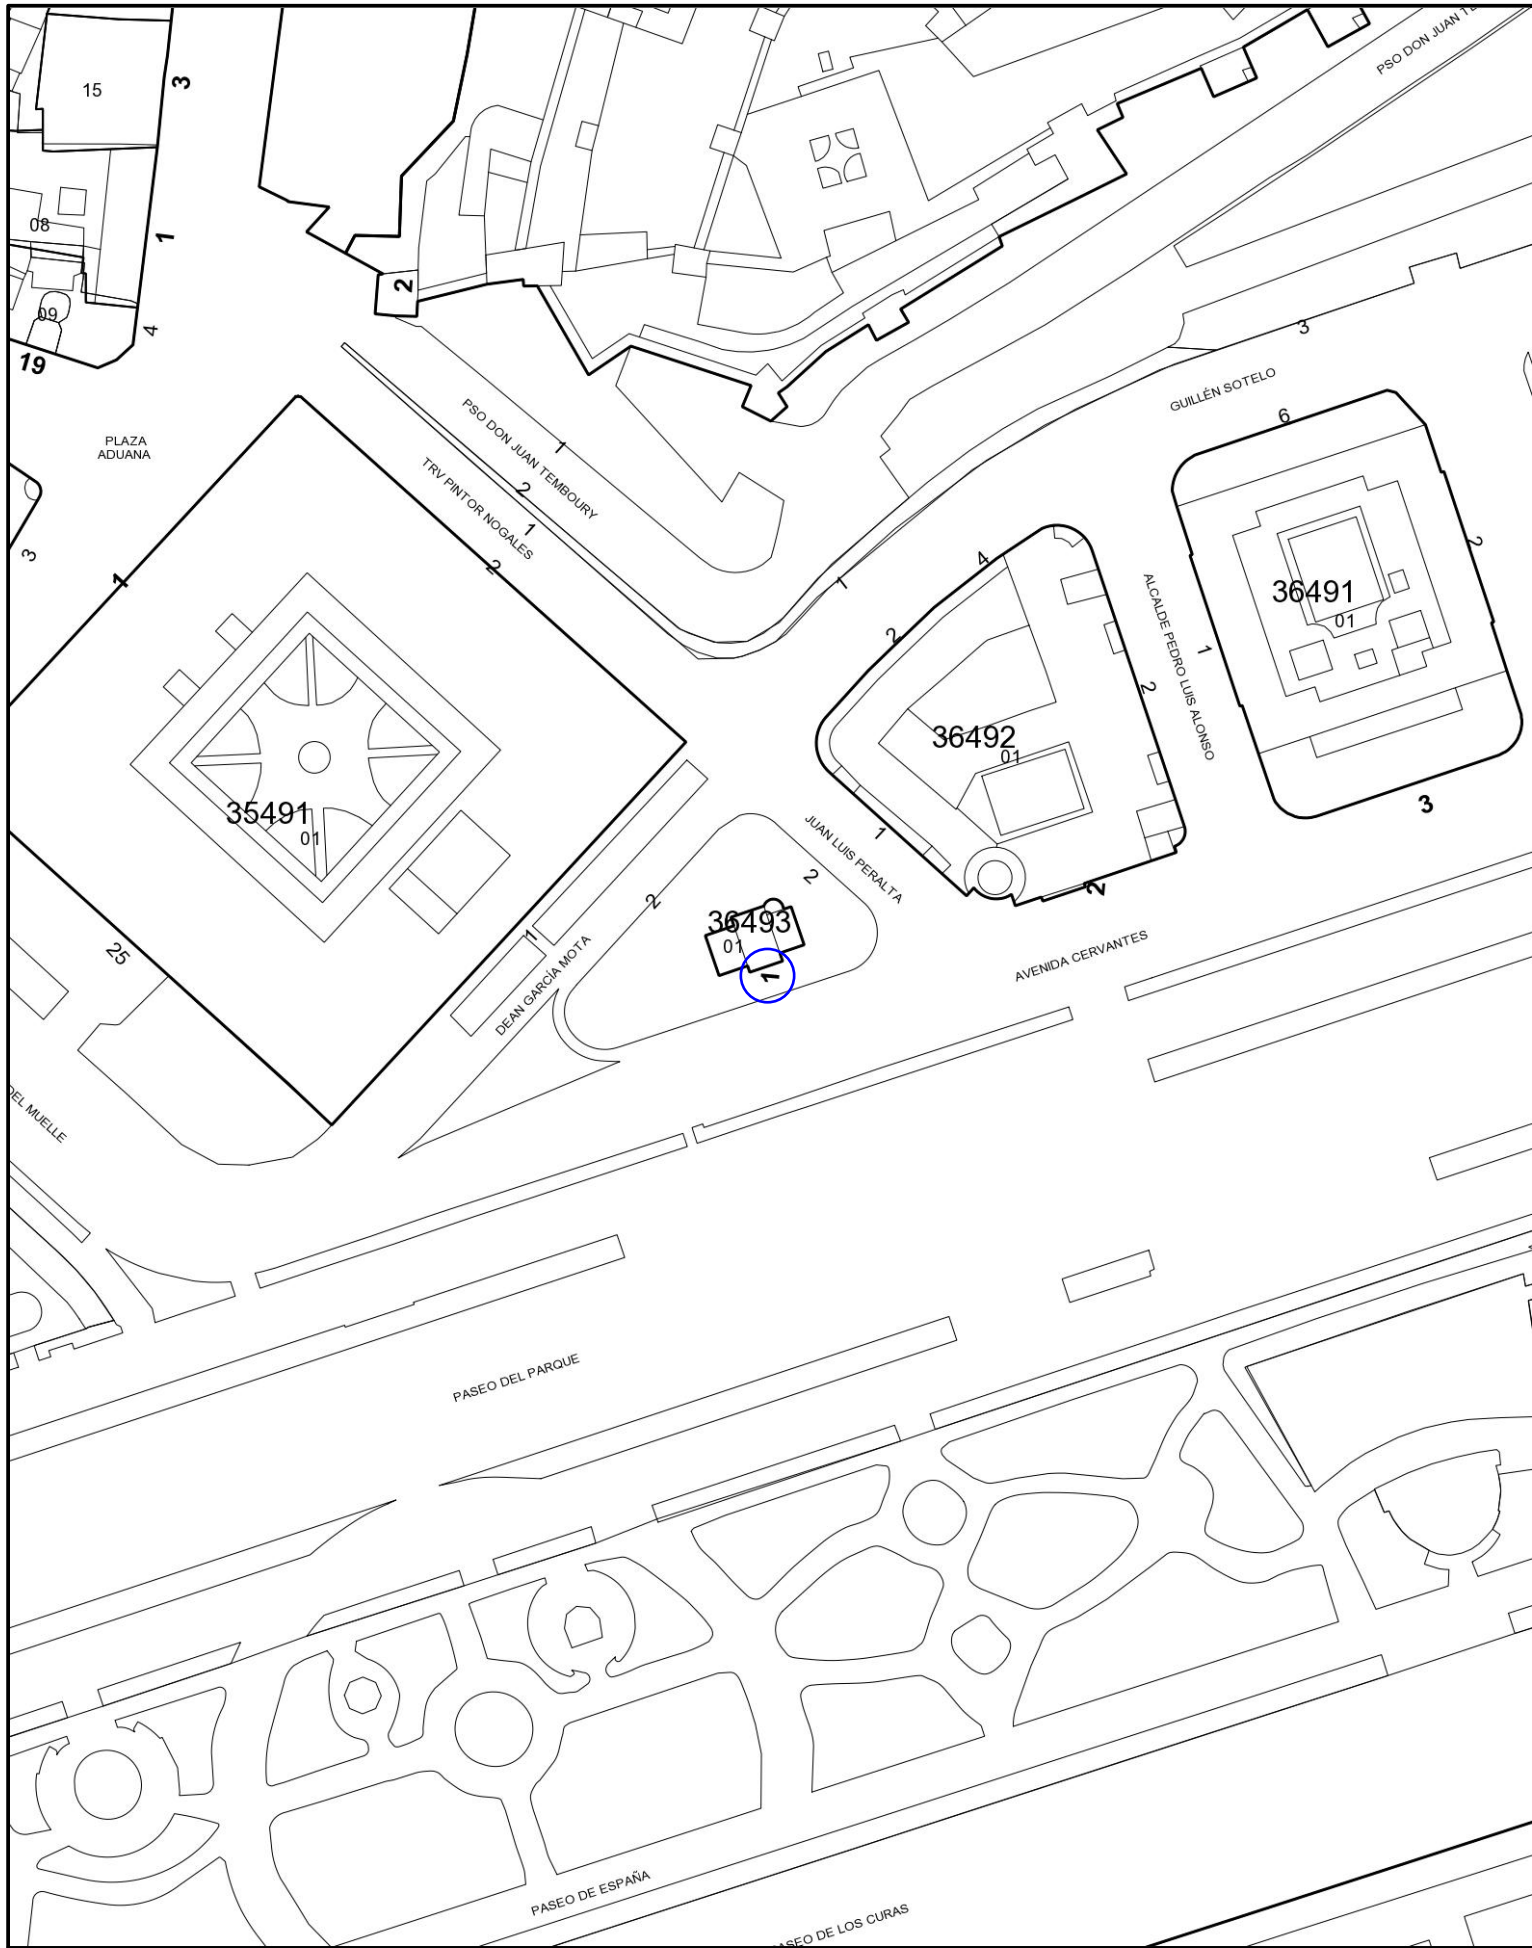 PSO DON JUAN TE
15
3
08
1
2
09
4
19
3
GUILLÉN SOTELO
6
PLAZA
ADUANA
PSO DON JUAN TEMBOURY
1
2
TRV PINTOR NOGALES
1
2
3
1
1
4
2
ALCALDE PEDRO LUIS ALONSO
1
2
2
36491
01
36492
01
35491
01
JUAN LUIS PERALTA
1
2
3
2
2
36493
01
1
25
1
DEAN GARCÍA MOTA
AVENIDA CERVANTES
DEL MUELLE
PASEO DEL PARQUE
PASEO DE ESPAÑA
ASEO DE LOS CURAS